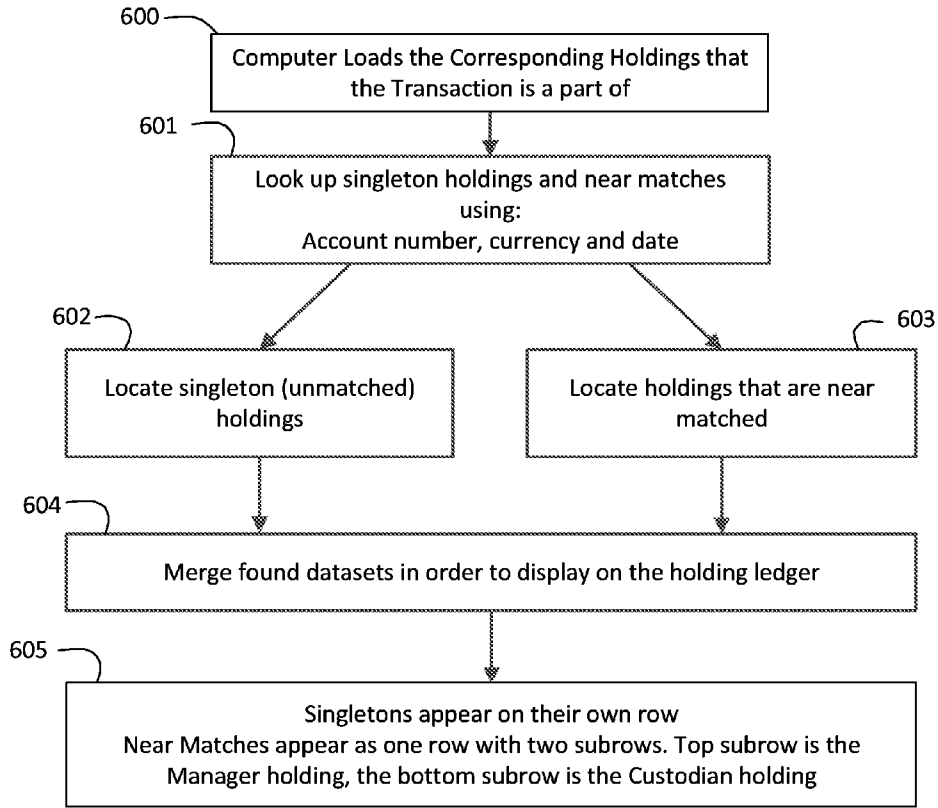 600
Computer Loads the Corresponding Holdings that
the Transaction is a part of
601
Look up singleton holdings and near matches
using:
Account number, currency and date
602
Locate singleton (unmatched)
holdings
603
Locate holdings that are near
matched
604
Merge found datasets in order to display on the holding ledger
605
Singletons appear on their own row
Near Matches appear as one row with two subrows. Top subrow is the
Manager holding, the bottom subrow is the Custodian holding